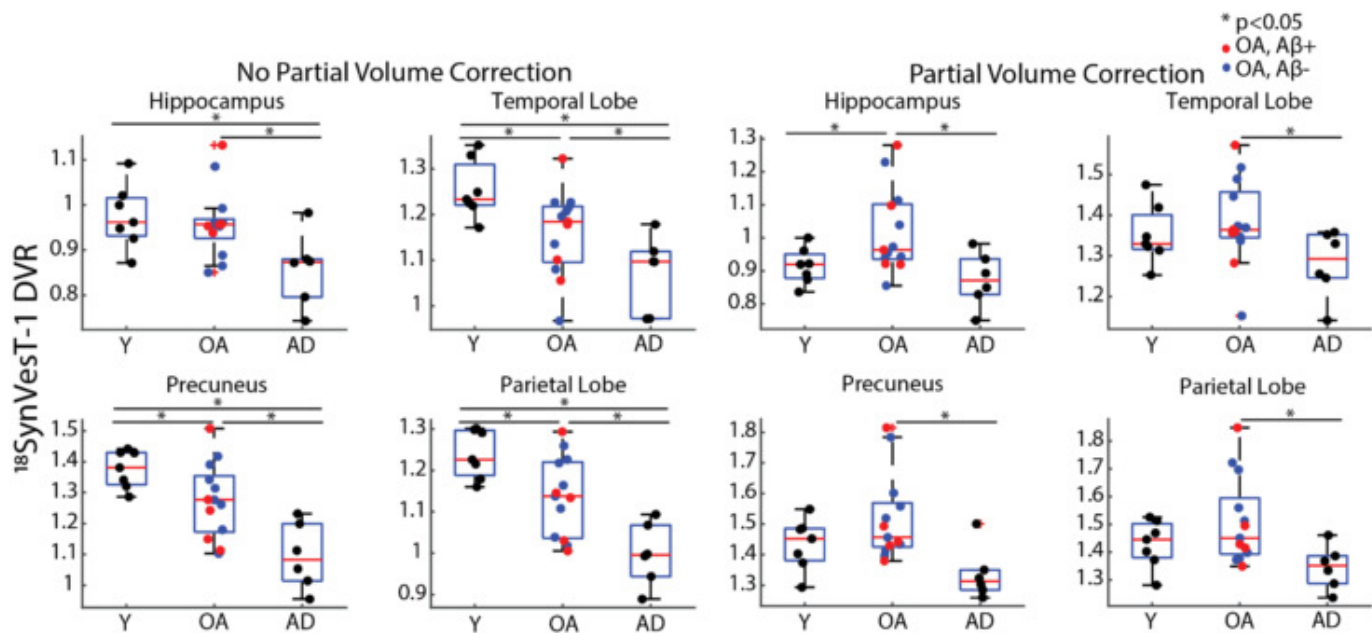 * p<0.05
OA, Aβ+
OA, Aβ-
No Partial Volume Correction
Partial Volume Correction
Hippocampus
Temporal Lobe
Hippocampus
Temporal Lobe
*
*
*
*
*
*
*
*
1.1
1
0.9
0.8
Y
OA
AD
1.3
1.2
1.1
1
Y
OA
AD
1.3
1.2
1.1
1
0.9
0.8
Y
OA
AD
1.5
1.4
1.3
1.2
Y
OA
AD
¹⁸SynVesT-1 DVR
Precuneus
Parietal Lobe
Precuneus
Parietal Lobe
*
*
*
*
*
*
*
*
1.5
1.4
1.3
1.2
1.1
1
Y
OA
AD
1.3
1.2
1.1
1
0.9
Y
OA
AD
1.8
1.7
1.6
1.5
1.4
1.3
Y
OA
AD
1.8
1.7
1.6
1.5
1.4
1.3
Y
OA
AD